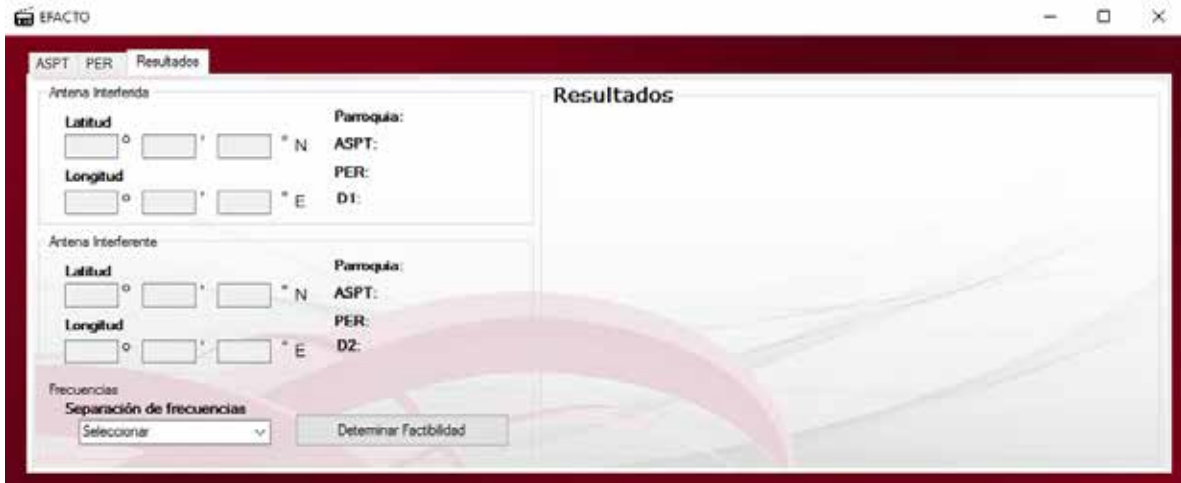 EFACTO
ASPT PER Resultados
Antena Interferida
Latitud
º ' " N
Longitud
º ' " E
Parroquia:
ASPT:
PER:
D1:
Antena Interferente
Latitud
º ' " N
Longitud
º ' " E
Parroquia:
ASPT:
PER:
D2:
Frecuencias
Separación de frecuencias
Seleccionar
Determinar Factibilidad
Resultados